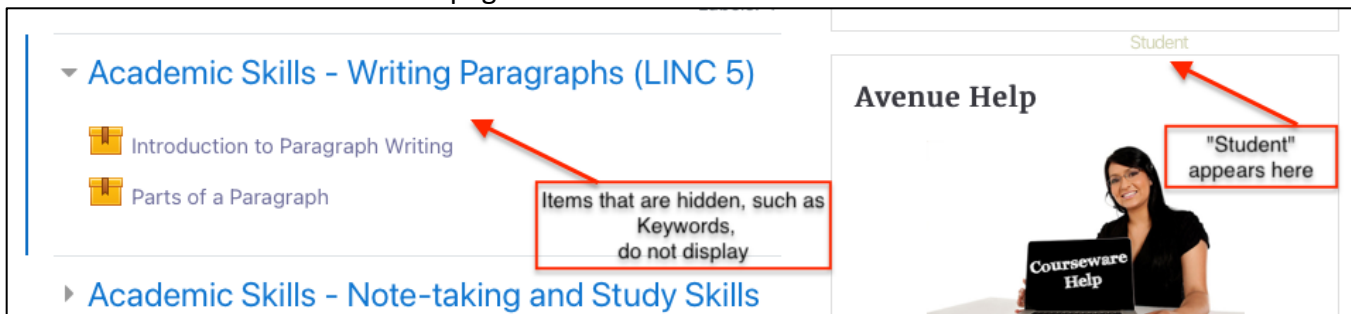 Student
Academic Skills - Writing Paragraphs (LINC 5)
Introduction to Paragraph Writing
Parts of a Paragraph
Items that are hidden, such as
Keywords,
do not display
Academic Skills - Note-taking and Study Skills
Avenue Help
"Student"
appears here
Courseware
Help